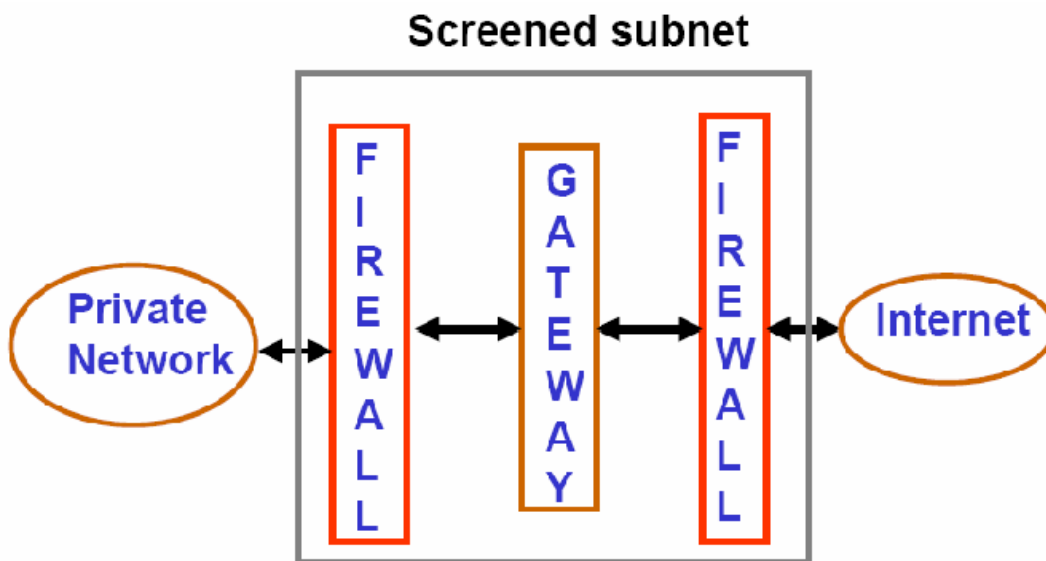 Screened subnet
Private
Network
FIREWALL
GATEWAY
FIREWALL
Internet